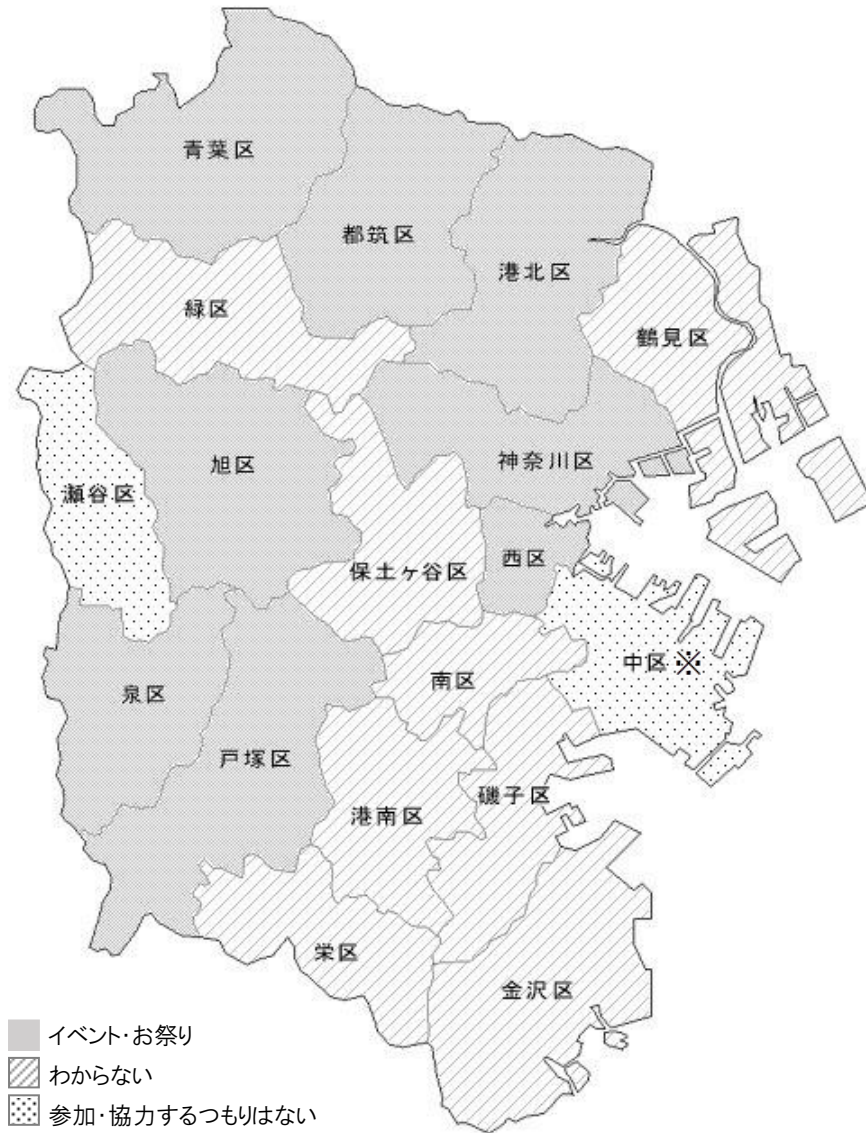 青葉区
都筑区
港北区
緑区
鶴見区
旭区
神奈川区
瀬谷区
西区
保土ヶ谷区
中区※
南区
泉区
戸塚区
磯子区
港南区
栄区
金沢区
イベント・お祭り
わからない
参加・協力するつもりはない